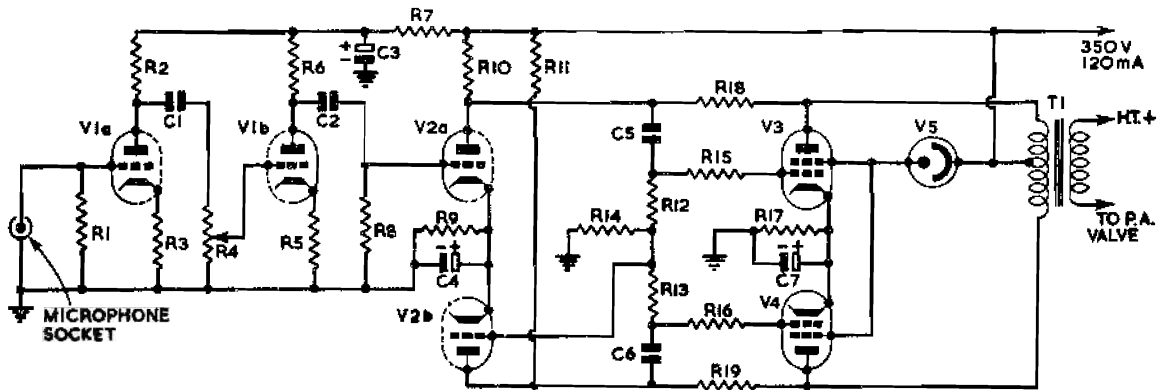 R7
350V
120mA
R2
R6
C3
R10
R11
R18
T1
V1a
C1
V1b
C2
V2a
C5
V3
V5
H.T.+
R15
R1
R3
R4
R5
R8
R9
R14
R12
R17
TO P.A.
VALVE
C4
C7
R13
MICROPHONE
SOCKET
V2b
R16
V4
C6
R19